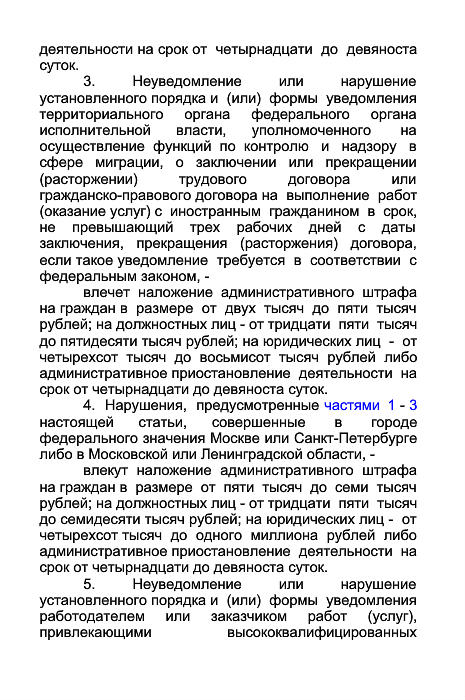 деятельности на срок от четырнадцати до девяноста
суток.
3. Неуведомление или нарушение
установленного порядка и (или) формы уведомления
территориального органа федерального органа
исполнительной власти, уполномоченного на
осуществление функций по контролю и надзору в
сфере миграции, о заключении или прекращении
(расторжении) трудового договора или
гражданско-правового договора на выполнение работ
(оказание услуг) с иностранным гражданином в срок,
не превышающий трех рабочих дней с даты
заключения, прекращения (расторжения) договора,
если такое уведомление требуется в соответствии с
федеральным законом, -
влечет наложение административного штрафа
на граждан в размере от двух тысяч до пяти тысяч
рублей; на должностных лиц - от тридцати пяти тысяч
до пятидесяти тысяч рублей; на юридических лиц - от
четырехсот тысяч до восьмисот тысяч рублей либо
административное приостановление деятельности на
срок от четырнадцати до девяноста суток.
4. Нарушения, предусмотренные частями 1 - 3
настоящей статьи, совершенные в городе
федерального значения Москве или Санкт-Петербурге
либо в Московской или Ленинградской области, -
влекут наложение административного штрафа
на граждан в размере от пяти тысяч до семи тысяч
рублей; на должностных лиц - от тридцати пяти тысяч
до семидесяти тысяч рублей; на юридических лиц - от
четырехсот тысяч до одного миллиона рублей либо
административное приостановление деятельности на
срок от четырнадцати до девяноста суток.
5. Неуведомление или нарушение
установленного порядка и (или) формы уведомления
работодателем или заказчиком работ (услуг),
привлекающими высококвалифицированных